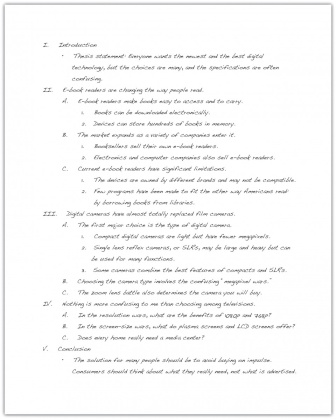 I. Introduction
• Thesis statement: Everyone wants the newest and the best digital
technology, but the choices are many, and the specifications are often
confusing.
II. E-book readers are changing the way people read.
A. E-book readers make books easy to access and to carry.
1. Books can be downloaded electronically.
2. Devices can store hundreds of books in memory.
B. The market expands as a variety of companies enter it.
1. Booksellers sell their own e-book readers.
2. Electronics and computer companies also sell e-book readers.
C. Current e-book readers have significant limitations.
1. The devices are owned by different brands and may not be compatible.
2. Few programs have been made to fit the other way Americans read
by borrowing books from libraries.
III. Digital cameras have almost totally replaced film cameras.
A. The first major choice is the type of digital camera.
1. Compact digital cameras are light but have fewer megapixels.
2. Single lens reflex cameras, or SLRs, may be large and heavy but can
be used for many functions.
3. Some cameras combine the best features of compacts and SLRs.
B. Choosing the camera type involves the confusing "megapixel wars."
C. The zoom lens battle also determines the camera you will buy.
IV. Nothing is more confusing to me than choosing among televisions.
A. In the resolution wars, what are the benefits of 1080p and 768p?
B. In the screen-size wars, what do plasma screens and LCD screens offer?
C. Does every home really need a media center?
V. Conclusion
• The solution for many people should be to avoid buying on impulse.
Consumers should think about what they really need, not what is advertised.